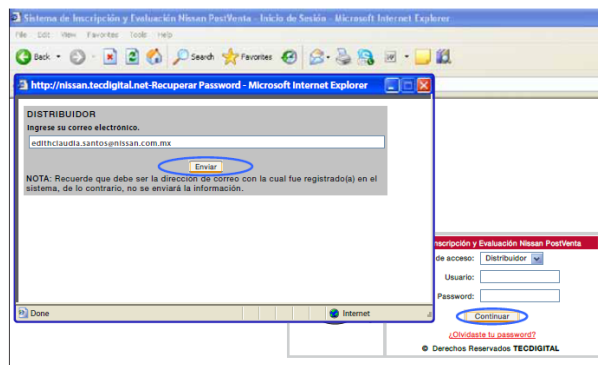 Sistema de Inscripción y Evaluación Nissan PostVenta - Inicio de Sesión - Microsoft Internet Explorer
File Edit View Favorites Tools Help
Back Search Favorites
http://nissan.tecdigital.net-Recuperar Password - Microsoft Internet Explorer
DISTRIBUIDOR
Ingrese su correo electrónico.
edithclaudia.santos@nissan.com.mx
Enviar
NOTA: Recuerde que debe ser la dirección de correo con la cual fue registrado(a) en el
sistema, de lo contrario, no se enviará la información.
Done Internet
nscripción y Evaluación Nissan PostVenta
de acceso: Distribuidor
Usuario:
Password:
Continuar
¿Olvidaste tu password?
© Derechos Reservados TECDIGITAL